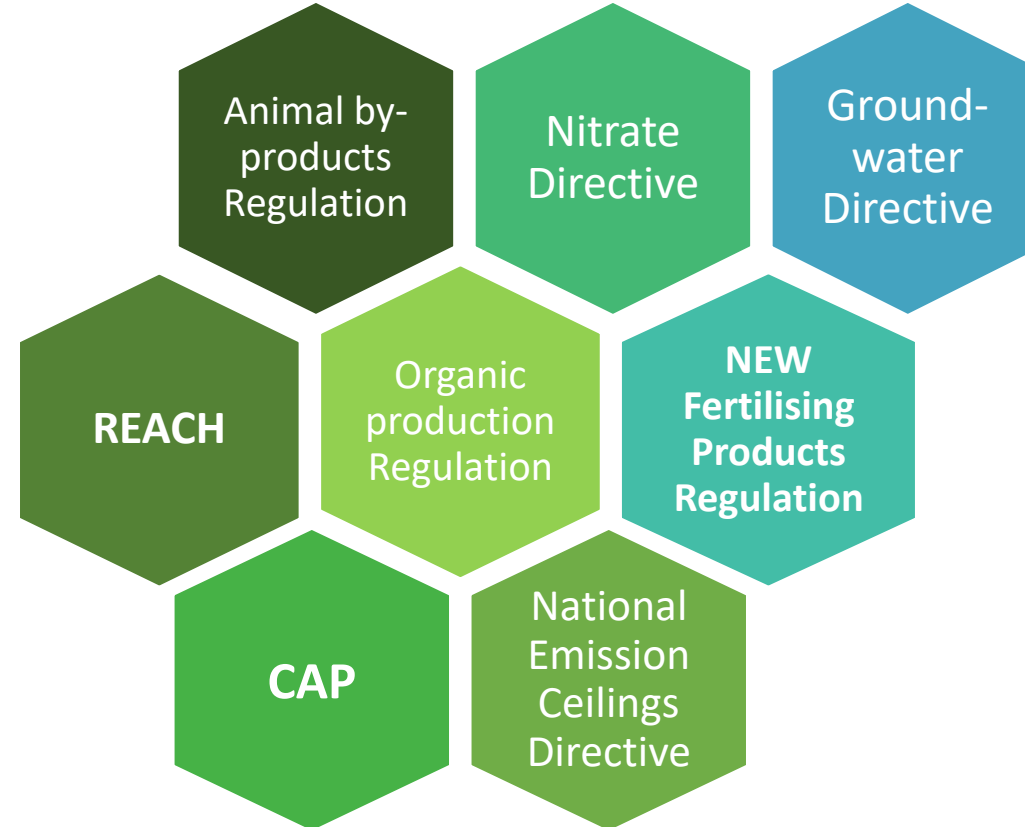 Animal by-
products
Regulation
Nitrate
Directive
Ground-
water
Directive
REACH
Organic
production
Regulation
NEW
Fertilising
Products
Regulation
CAP
National
Emission
Ceilings
Directive